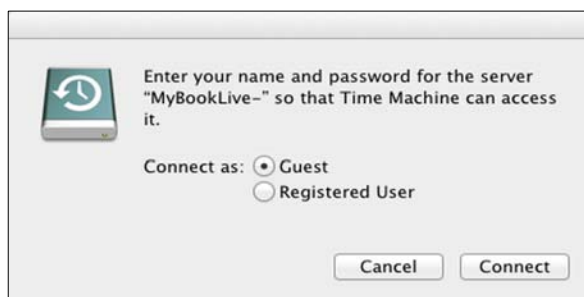 Enter your name and password for the server
“MyBookLive-” so that Time Machine can access
it.
Connect as: Guest
Registered User
Cancel Connect